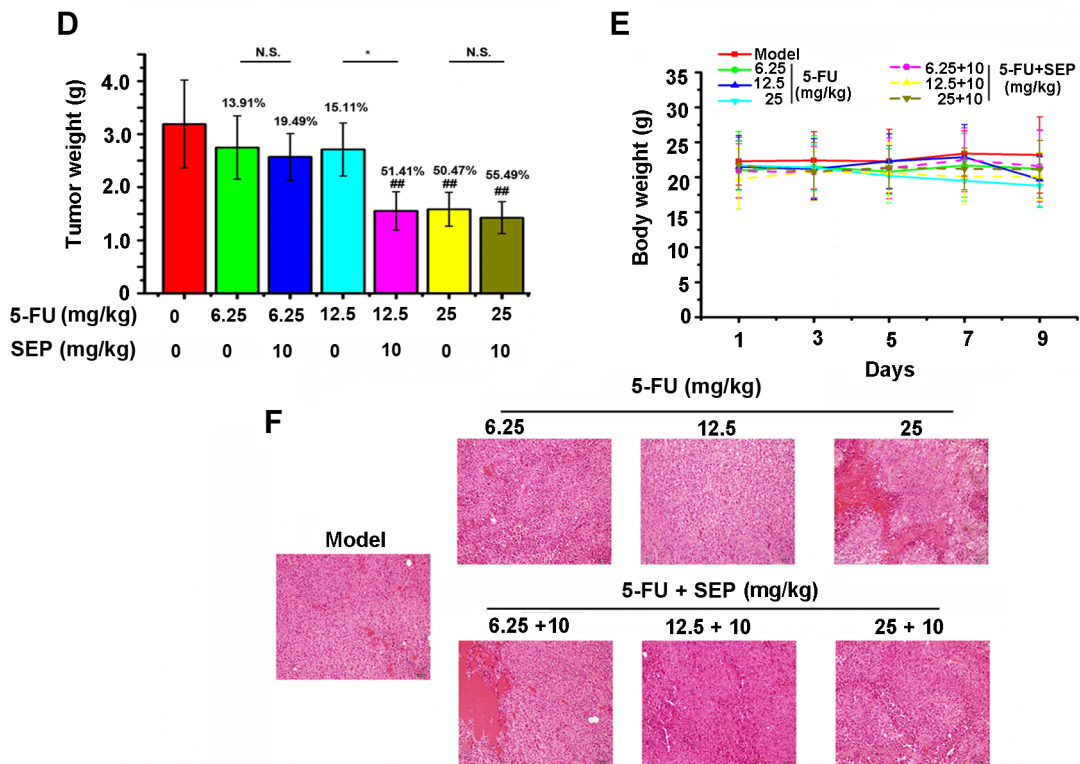 D
N.S.
*
N.S.
Tumor weight (g)
4.0
3.0
2.0
1.0
0
13.91%
19.49%
15.11%
51.41%
##
50.47%
##
55.49%
##
5-FU (mg/kg) 0 6.25 6.25 12.5 12.5 25 25
SEP (mg/kg) 0 0 10 0 10 0 10
E
Model
6.25
12.5
25
5-FU
(mg/kg)
6.25+10
12.5+10
25+10
5-FU+SEP
(mg/kg)
Body weight (g)
35
30
25
20
15
10
5
0
1 3 5 7 9
Days
F
5-FU (mg/kg)
6.25 12.5 25
Model
5-FU + SEP (mg/kg)
6.25 +10 12.5 + 10 25 + 10